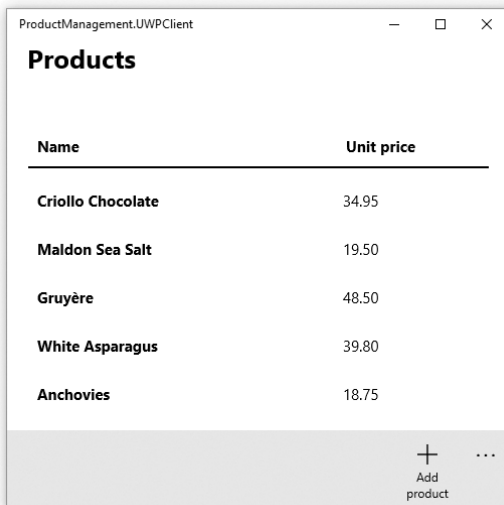 ProductManagement.UWPClient
Products
Name Unit price
Criollo Chocolate 34.95
Maldon Sea Salt 19.50
Gruyère 48.50
White Asparagus 39.80
Anchovies 18.75
Add
product